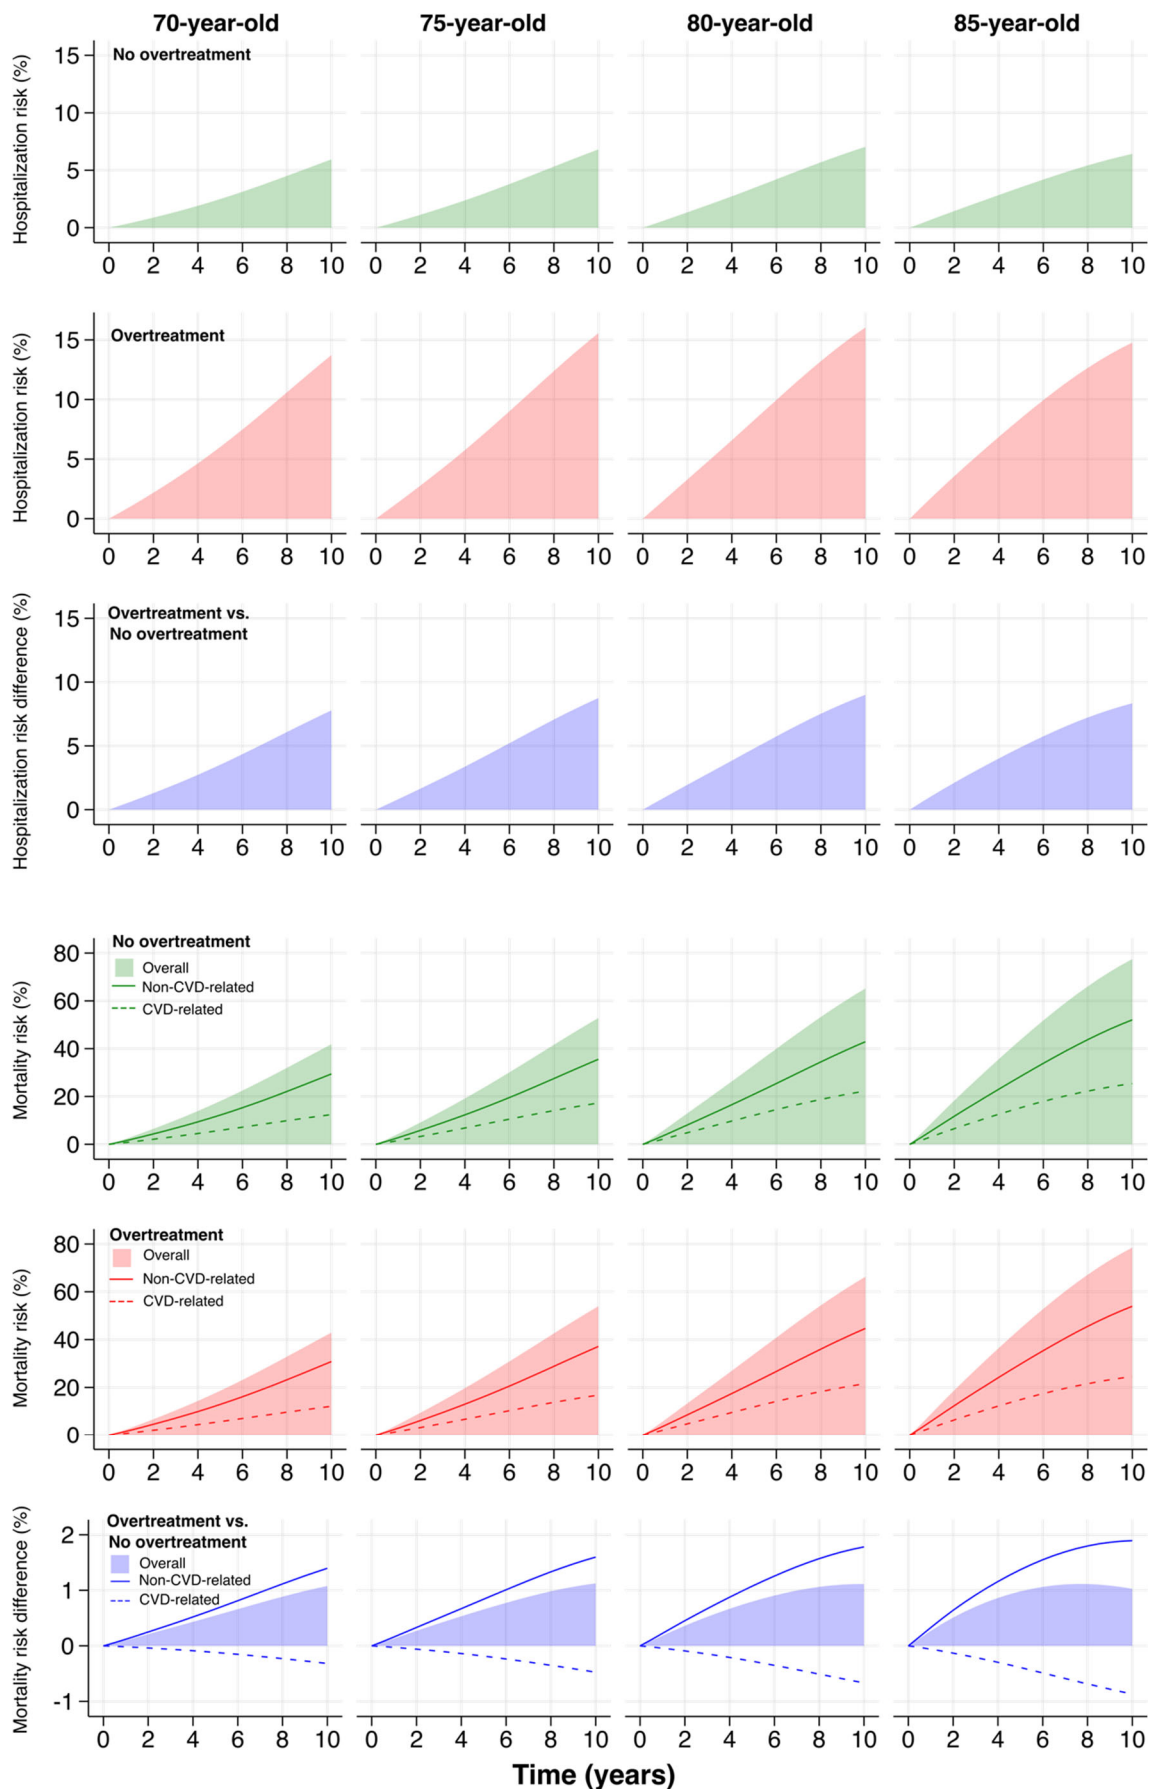 70-year-old 75-year-old 80-year-old 85-year-old
No overtreatment
Hospitalization risk (%)
15
10
5
0
0 2 4 6 8 10 0 2 4 6 8 10 0 2 4 6 8 10 0 2 4 6 8 10
Overtreatment
Hospitalization risk (%)
15
10
5
0
0 2 4 6 8 10 0 2 4 6 8 10 0 2 4 6 8 10 0 2 4 6 8 10
Overtreatment vs.
No overtreatment
Hospitalization risk difference (%)
15
10
5
0
0 2 4 6 8 10 0 2 4 6 8 10 0 2 4 6 8 10 0 2 4 6 8 10
No overtreatment
Overall
Non-CVD-related
CVD-related
Mortality risk (%)
80
60
40
20
0
0 2 4 6 8 10 0 2 4 6 8 10 0 2 4 6 8 10 0 2 4 6 8 10
Overtreatment
Overall
Non-CVD-related
CVD-related
Mortality risk (%)
80
60
40
20
0
0 2 4 6 8 10 0 2 4 6 8 10 0 2 4 6 8 10 0 2 4 6 8 10
Overtreatment vs.
No overtreatment
Overall
Non-CVD-related
CVD-related
Mortality risk difference (%)
2
1
0
-1
0 2 4 6 8 10 0 2 4 6 8 10 0 2 4 6 8 10 0 2 4 6 8 10
Time (years)